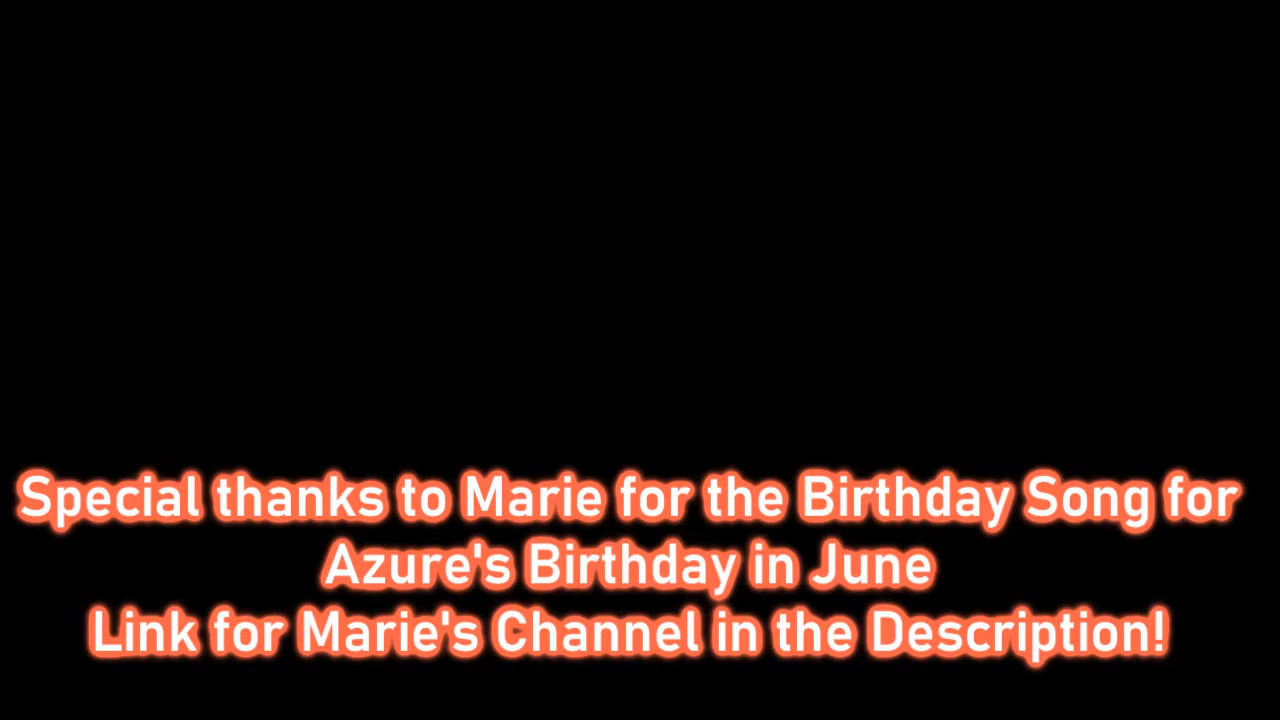 Special thanks to Marie for the Birthday Song for
Azure's Birthday in June
Link for Marie's Channel in the Description!